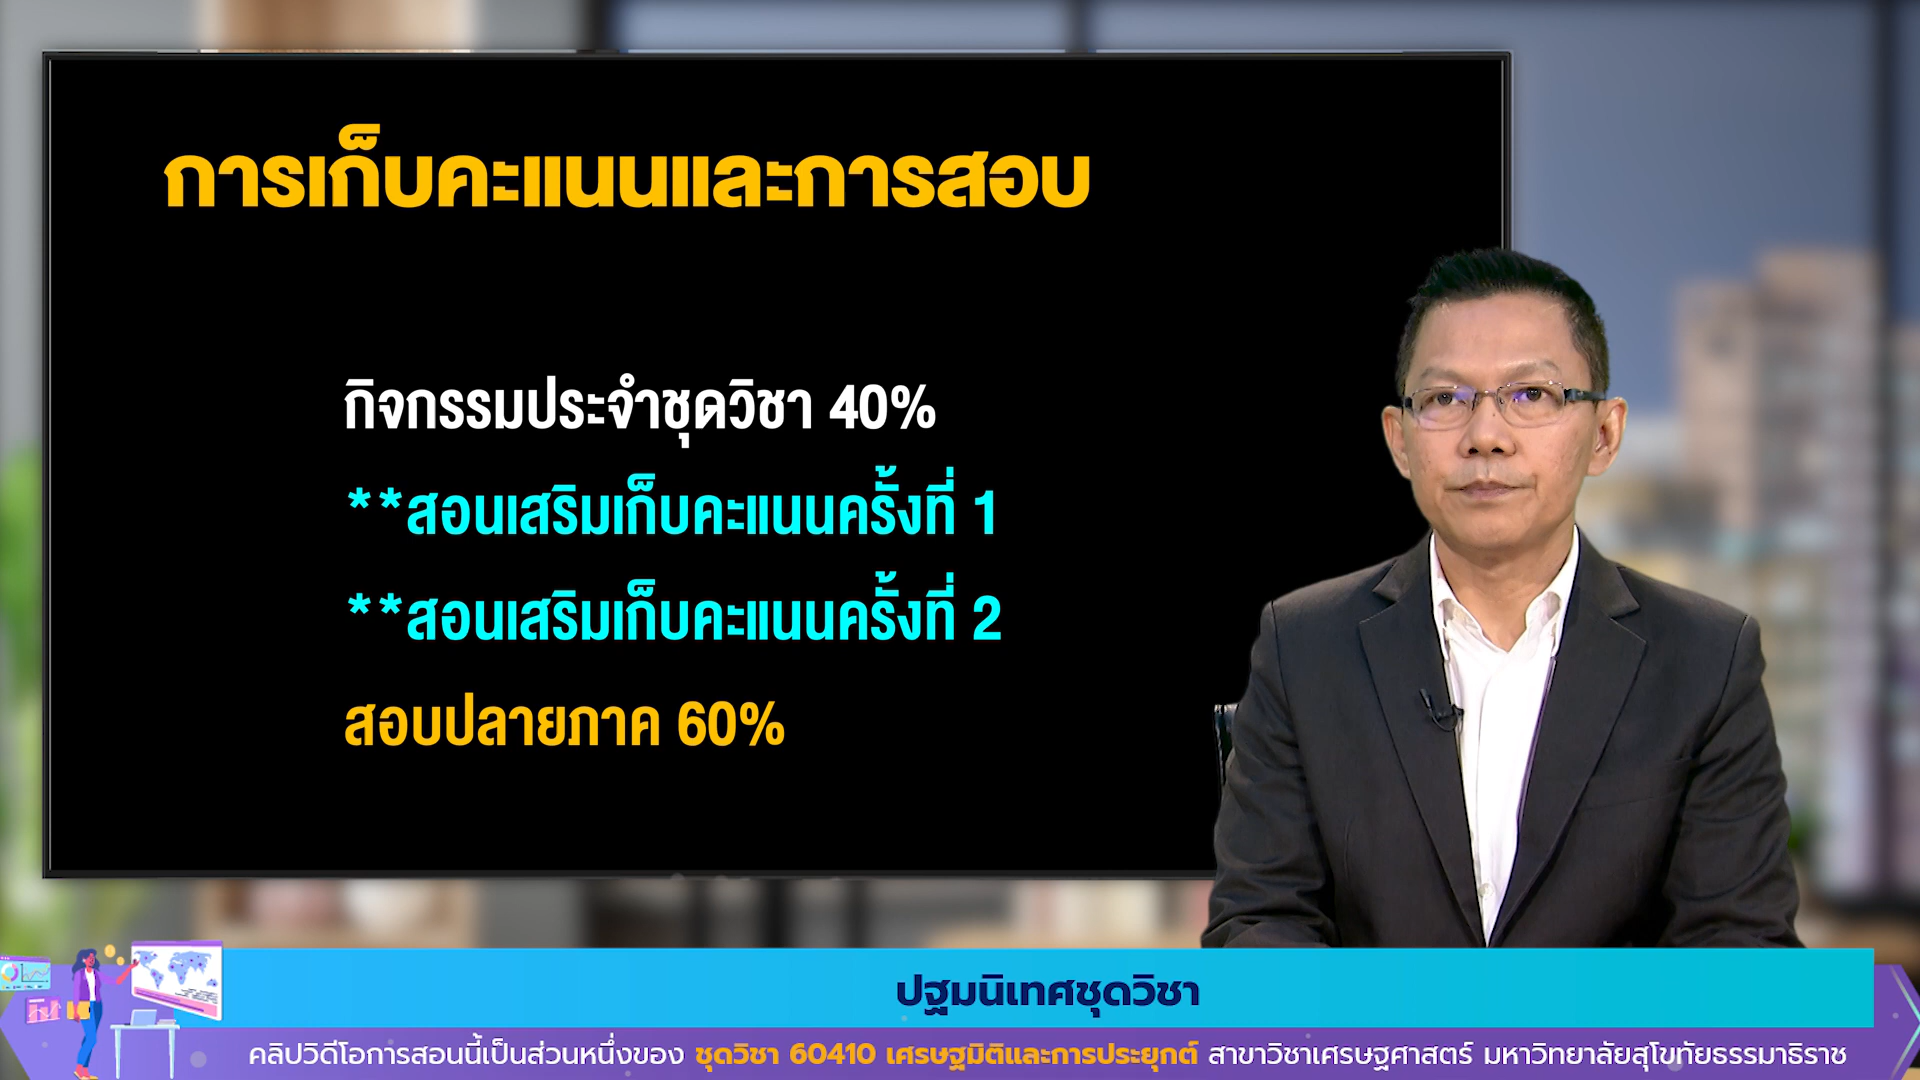 การเก็บคะแนนและการสอบ
กิจกรรมประจำชุดวิชา 40%
**สอนเสริมเก็บคะแนนครั้งที่ 1
**สอนเสริมเก็บคะแนนครั้งที่ 2
สอบปลายภาค 60%
ปฐมนิเทศชุดวิชา
คลิปวิดีโอการสอนนี้เป็นส่วนหนึ่งของ ชุดวิชา 60410 เศรษฐมิติและการประยุกต์ สาขาวิชาเศรษฐศาสตร์ มหาวิทยาลัยสุโขทัยธรรมาธิราช